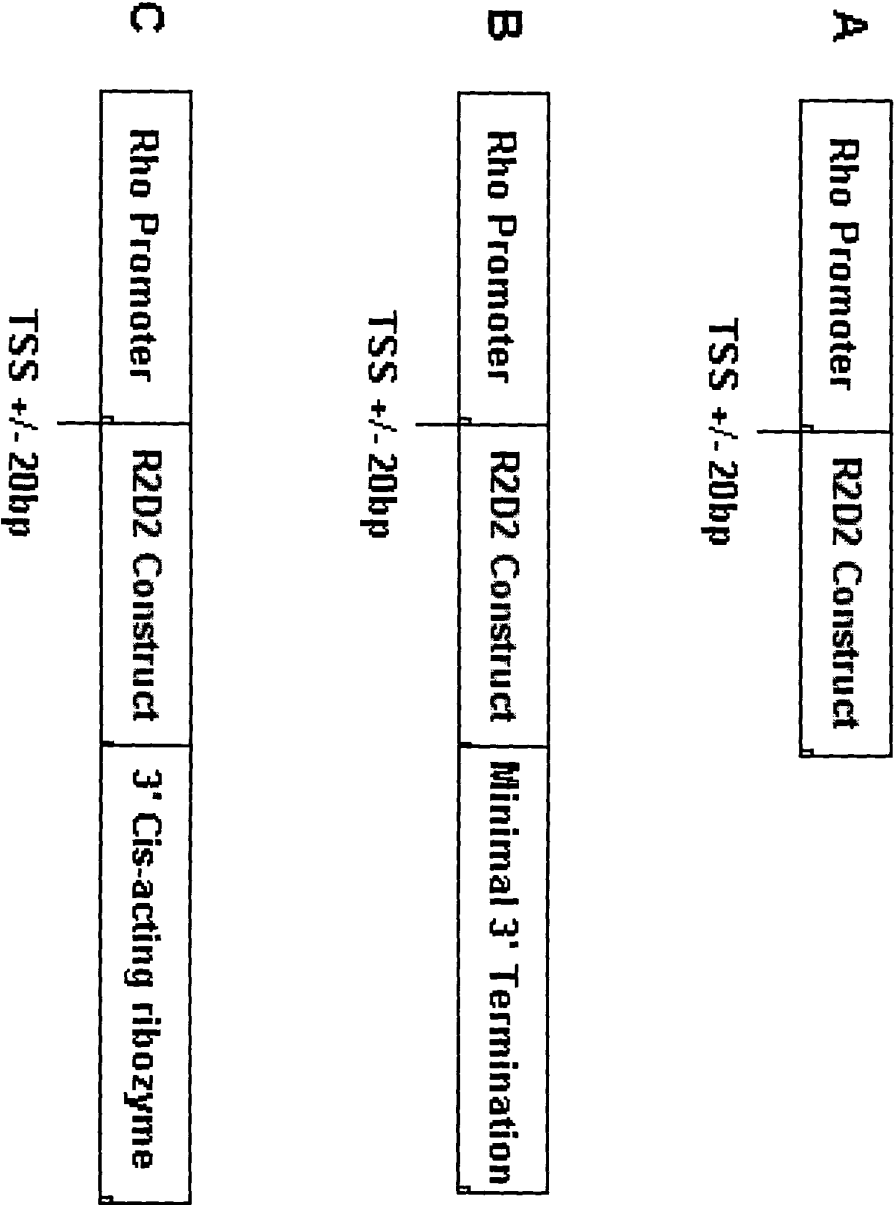 A
Rho Promoter R2D2 Construct
TSS +/- 20bp
B
Rho Promoter R2D2 Construct Minimal 3' Termination
TSS +/- 20bp
C
Rho Promoter R2D2 Construct 3' Cis-acting ribozyme
TSS +/- 20bp